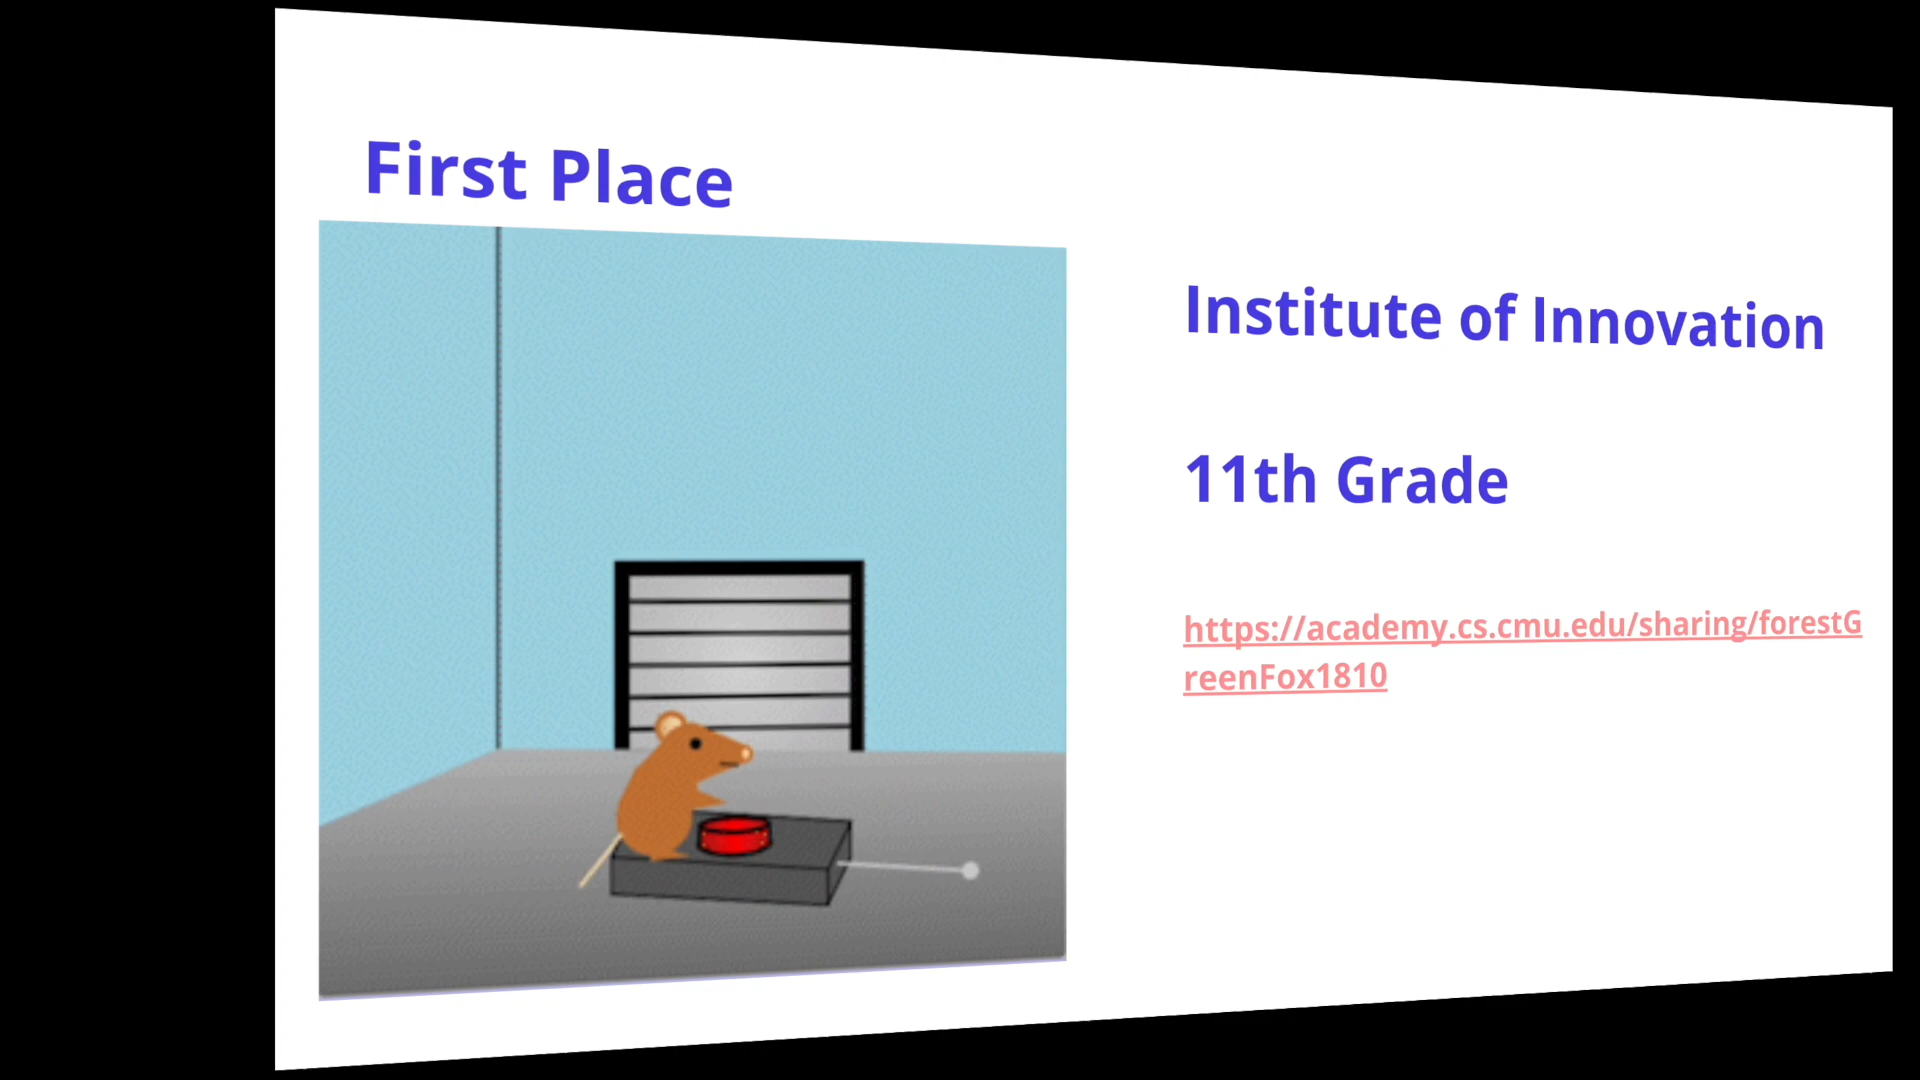 First Place
Institute of Innovation
11th Grade
https://academy.cs.cmu.edu/sharing/forestG
reenFox1810